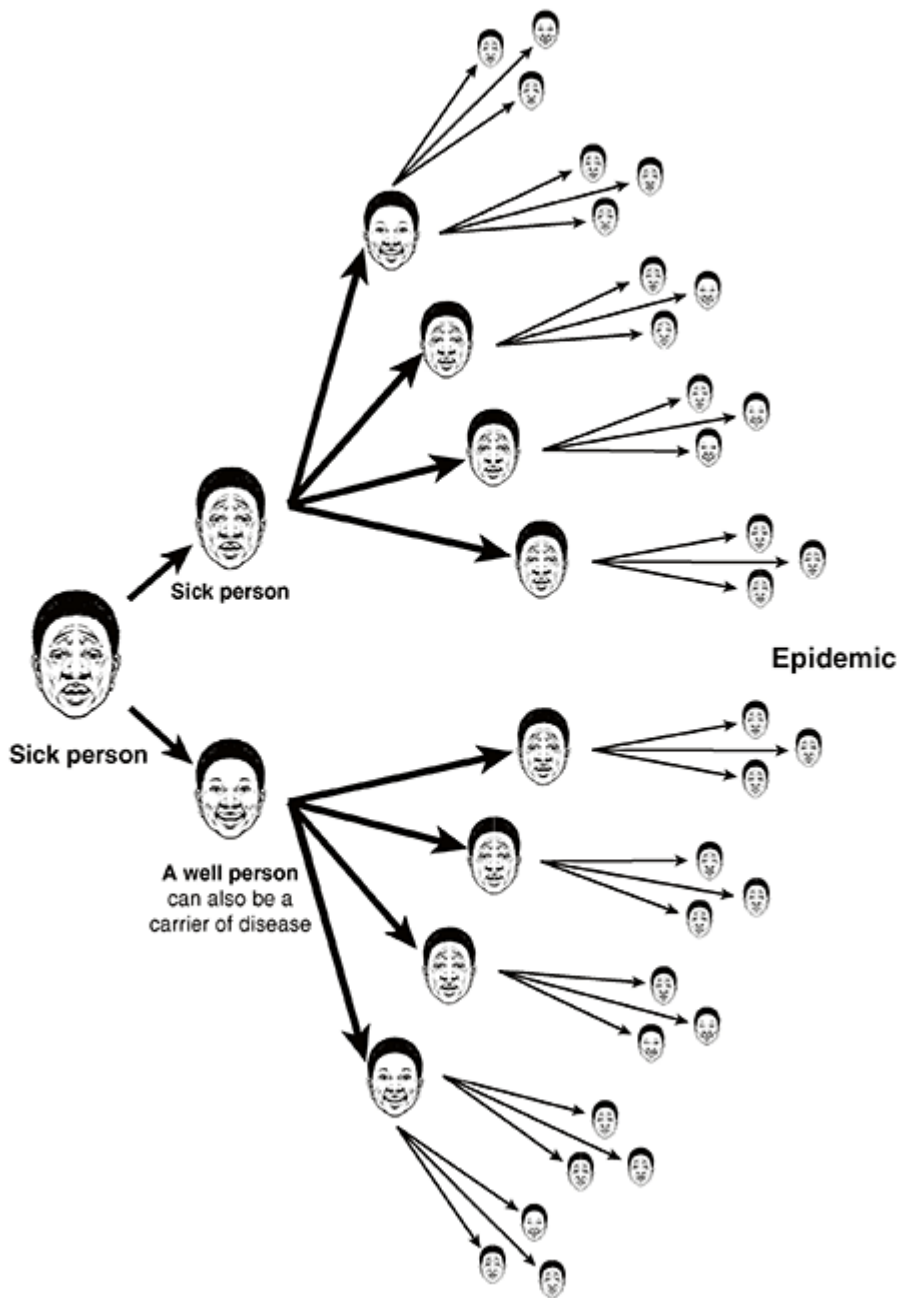 Sick person
Epidemic
Sick person
A well person
can also be a
carrier of disease